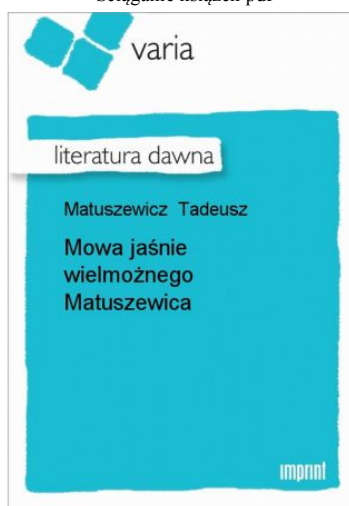 varia
literatura dawna
Matuszewicz Tadeusz
Mowa jaśnie
wielmożnego
Matuszewica
imprint